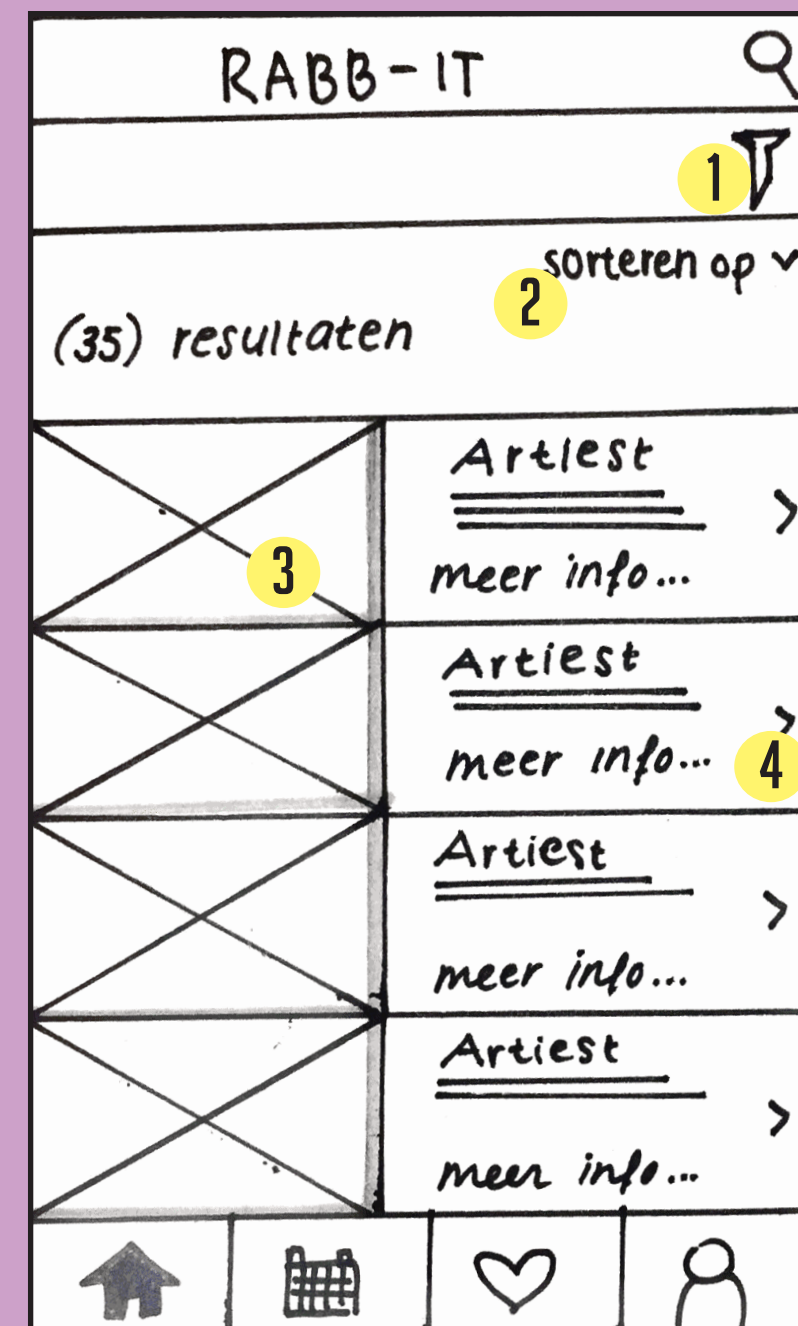 RABB-IT
1
sorteren op
2
(35) resultaten
Artiest
3
meer info...
Artiest
meer info...
4
Artiest
meer info...
Artiest
meer info...